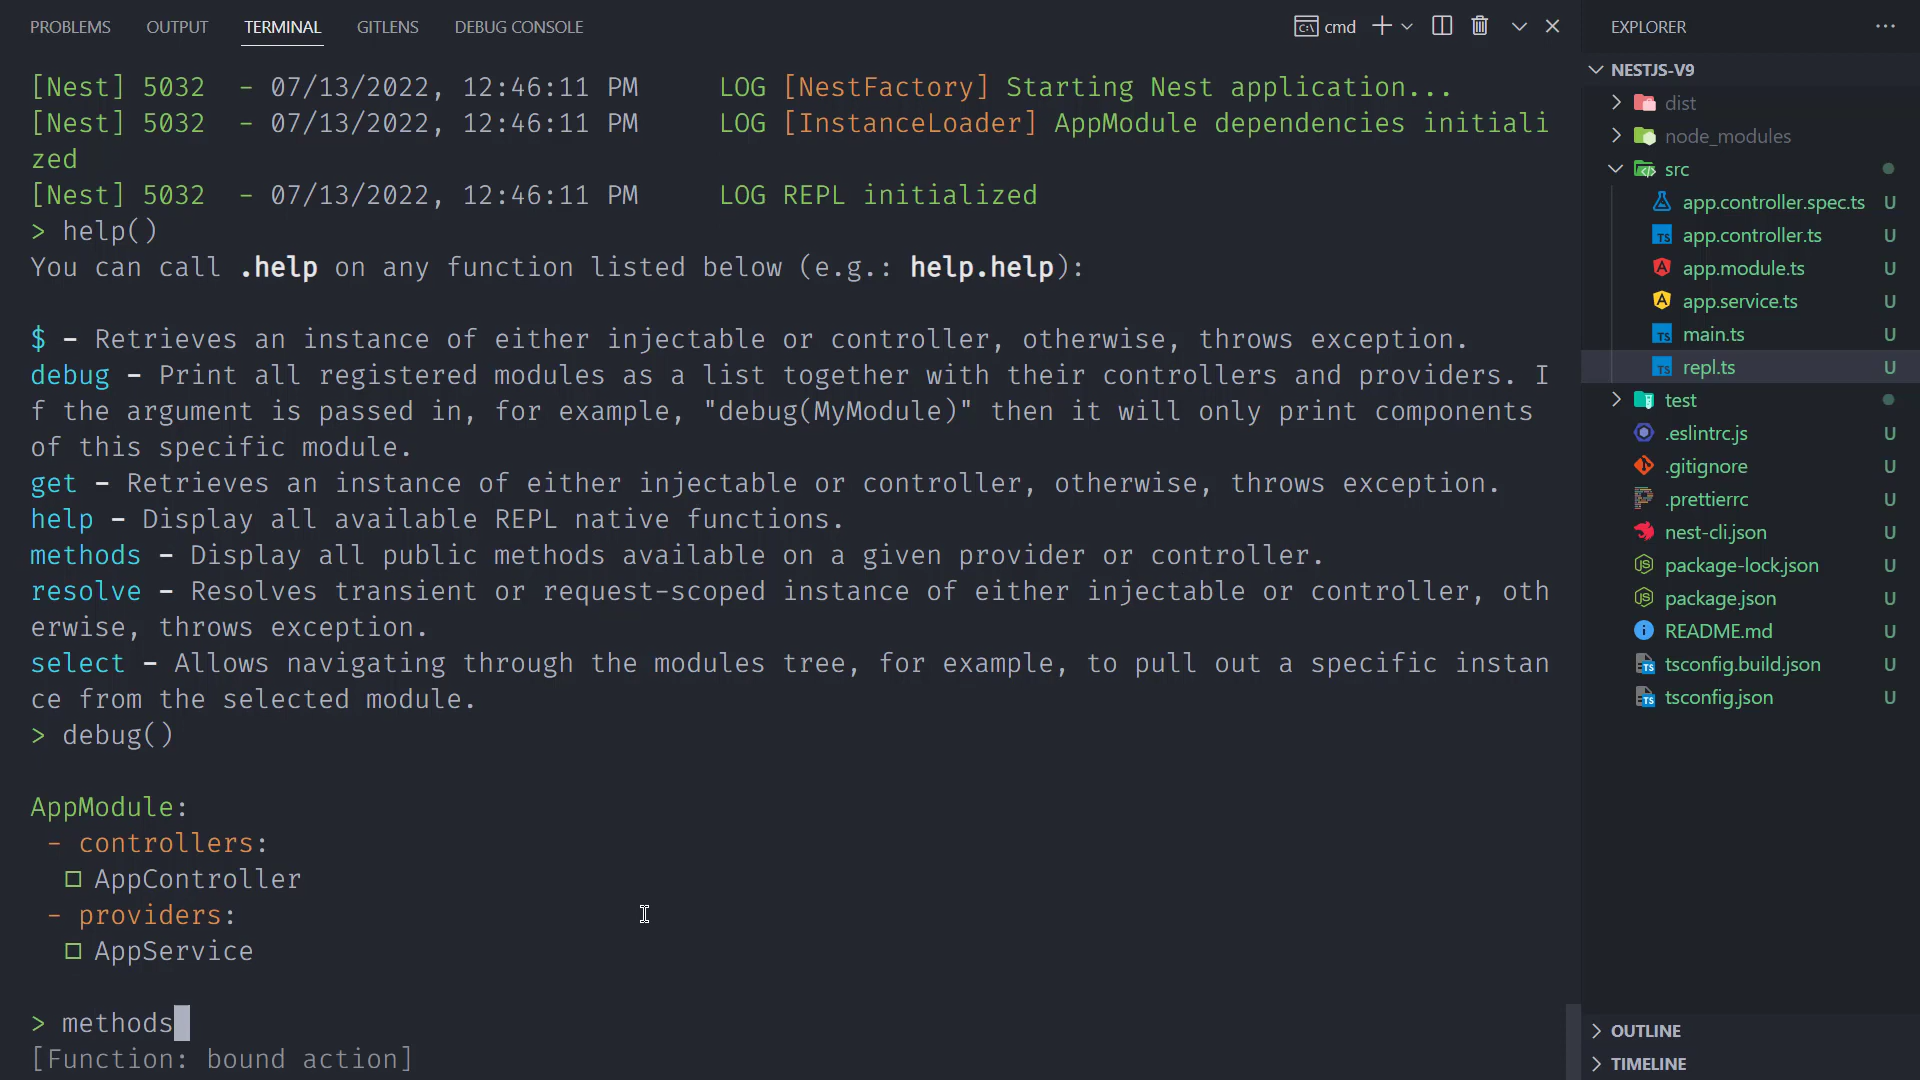 PROBLEMS OUTPUT TERMINAL GITLENS DEBUG CONSOLE cmd
[Nest] 5032  - 07/13/2022, 12:46:11 PM     LOG [NestFactory] Starting Nest application...
[Nest] 5032  - 07/13/2022, 12:46:11 PM     LOG [InstanceLoader] AppModule dependencies initiali
zed
[Nest] 5032  - 07/13/2022, 12:46:11 PM     LOG REPL initialized
> help()
You can call .help on any function listed below (e.g.: help.help):
$ - Retrieves an instance of either injectable or controller, otherwise, throws exception.
debug - Print all registered modules as a list together with their controllers and providers. I
f the argument is passed in, for example, "debug(MyModule)" then it will only print components
of this specific module.
get - Retrieves an instance of either injectable or controller, otherwise, throws exception.
help - Display all available REPL native functions.
methods - Display all public methods available on a given provider or controller.
resolve - Resolves transient or request-scoped instance of either injectable or controller, oth
erwise, throws exception.
select - Allows navigating through the modules tree, for example, to pull out a specific instan
ce from the selected module.
> debug()
AppModule:
- controllers:
AppController
- providers:
AppService
> methods
[Function: bound action]
EXPLORER ...
NESTJS-V9
dist
node_modules
src
app.controller.spec.ts U
app.controller.ts U
app.module.ts U
app.service.ts U
main.ts U
repl.ts U
test
.eslintrc.js U
.gitignore U
.prettierrc U
nest-cli.json U
package-lock.json U
package.json U
README.md U
tsconfig.build.json U
tsconfig.json U
OUTLINE
TIMELINE